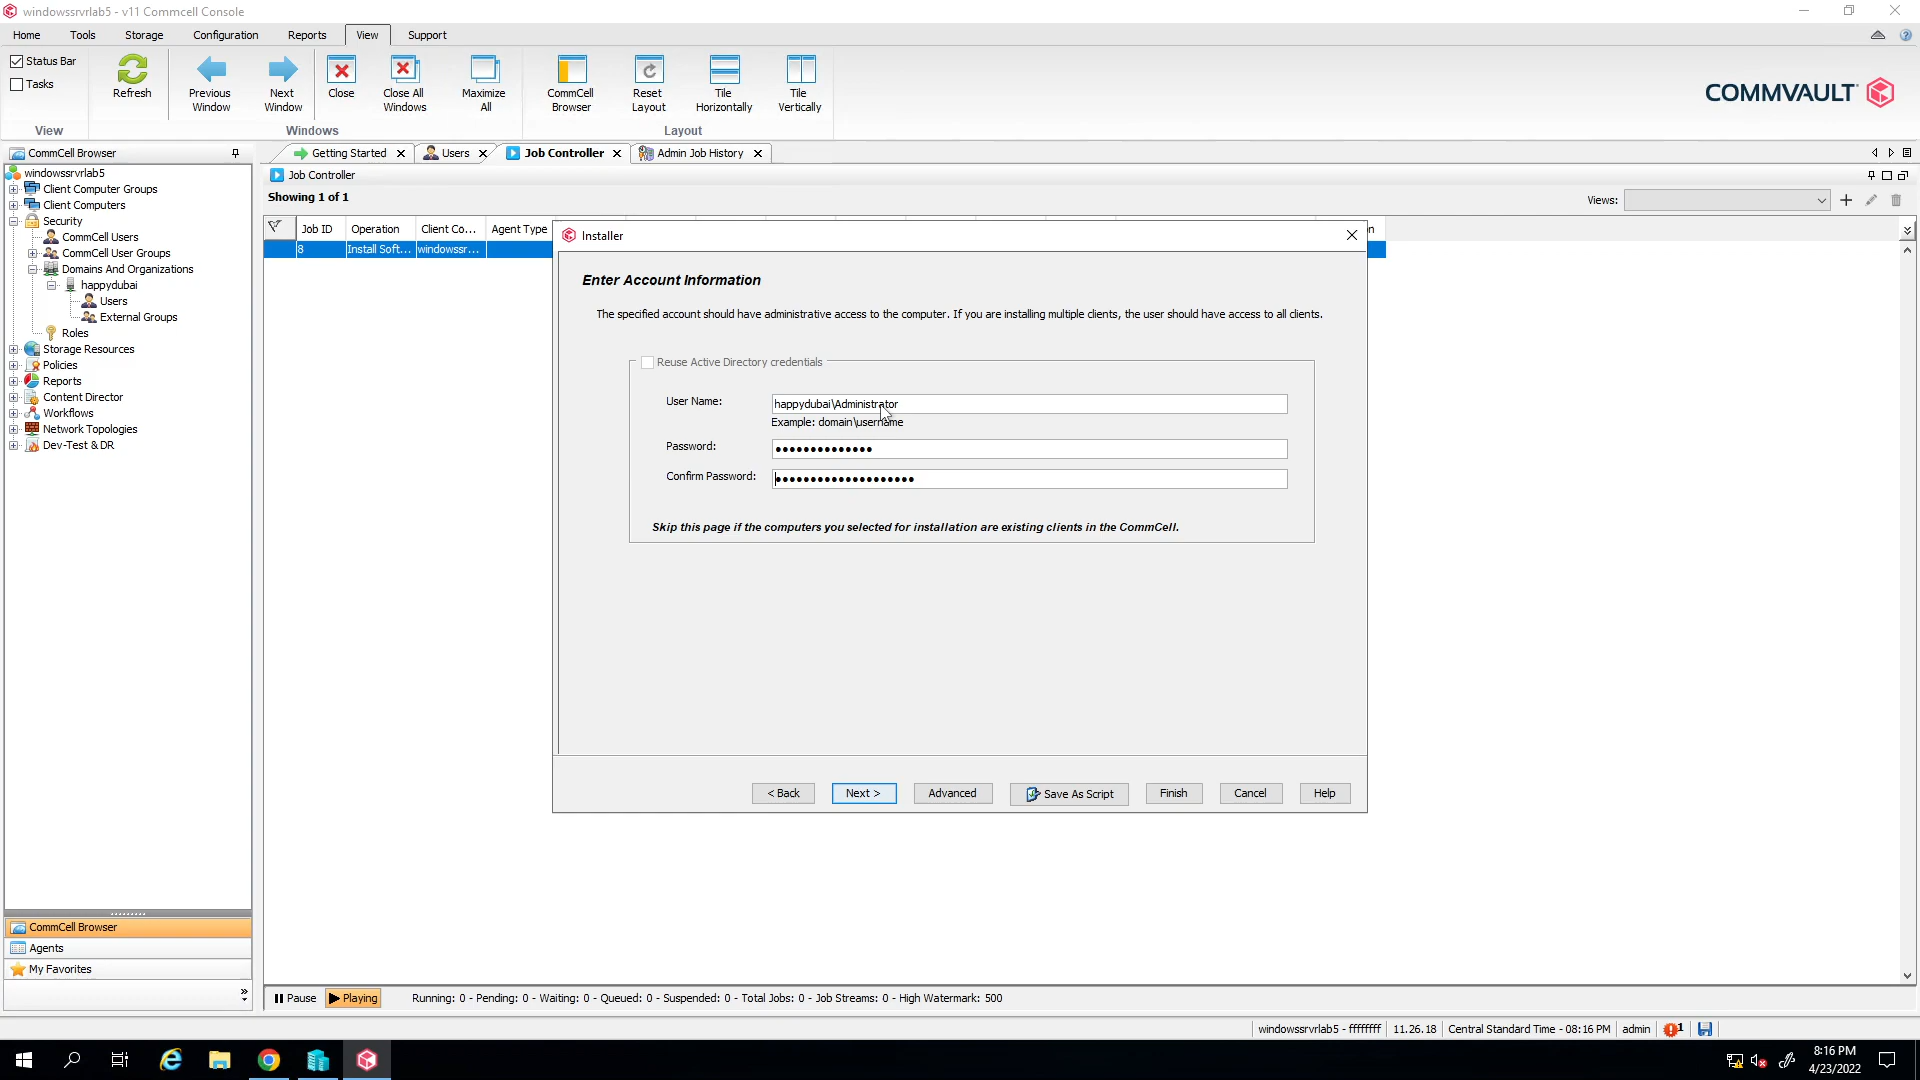 windowssrvrlab5 - v11 Commcell Console
Home Tools Storage Configuration Reports View Support
Status Bar
Tasks
Refresh
Previous Window
Next Window
Close
Close All Windows
Maximize All
CommCell Browser
Reset Layout
Tile Horizontally
Tile Vertically
View Windows Layout
COMMVAULT
CommCell Browser
Getting Started Users Job Controller Admin Job History
windowssrvrlab5
Client Computer Groups
Client Computers
Security
CommCell Users
CommCell User Groups
Domains And Organizations
happydubai
Users
External Groups
Roles
Storage Resources
Policies
Reports
Content Director
Workflows
Network Topologies
Dev-Test & DR
CommCell Browser
Agents
My Favorites
Job Controller
Showing 1 of 1
Views:
Job ID Operation Client Co... Agent Type
8 Install Soft... windowssr...
Installer
Enter Account Information
The specified account should have administrative access to the computer. If you are installing multiple clients, the user should have access to all clients.
Reuse Active Directory credentials
User Name: happydubai\Administrator
Example: domain\username
Password: ••••••••••••••
Confirm Password: ••••••••••••••••••••
Skip this page if the computers you selected for installation are existing clients in the CommCell.
< Back Next > Advanced Save As Script Finish Cancel Help
Pause Playing Running: 0 - Pending: 0 - Waiting: 0 - Queued: 0 - Suspended: 0 - Total Jobs: 0 - Job Streams: 0 - High Watermark: 500
windowssrvrlab5 - ffffffff 11.26.18 Central Standard Time - 08:16 PM admin 1
8:16 PM
4/23/2022